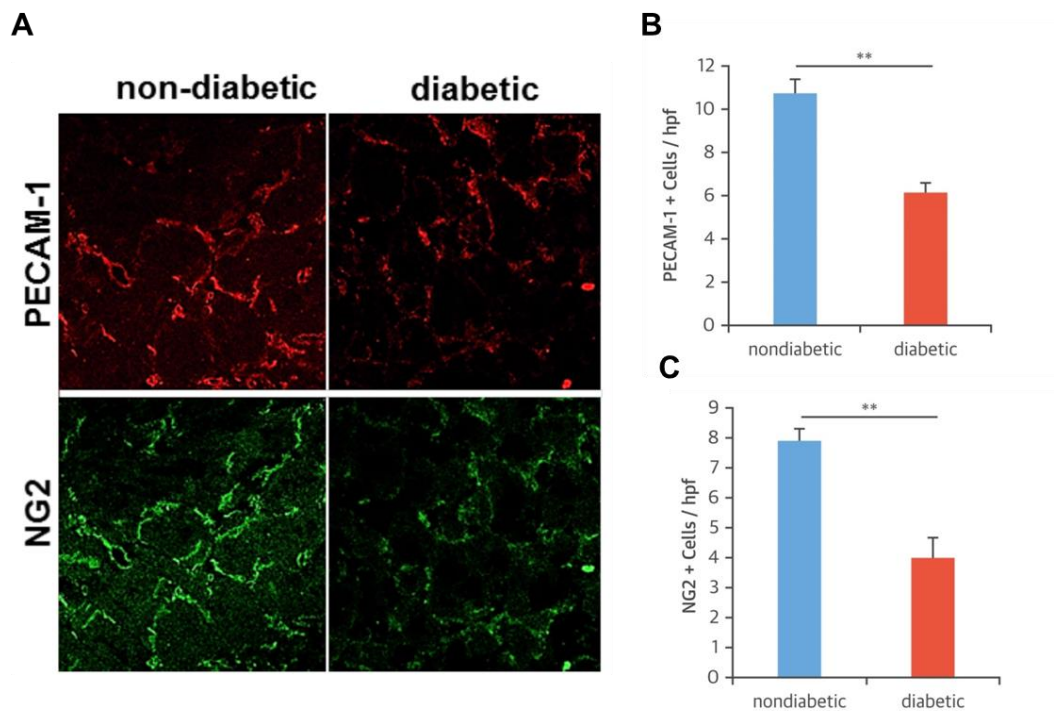 A
non-diabetic diabetic
PECAM-1
NG2
B
**
12
10
8
6
4
2
0
PECAM-1 + Cells / hpf
nondiabetic diabetic
C
**
9
8
7
6
5
4
3
2
1
0
NG2 + Cells / hpf
nondiabetic diabetic